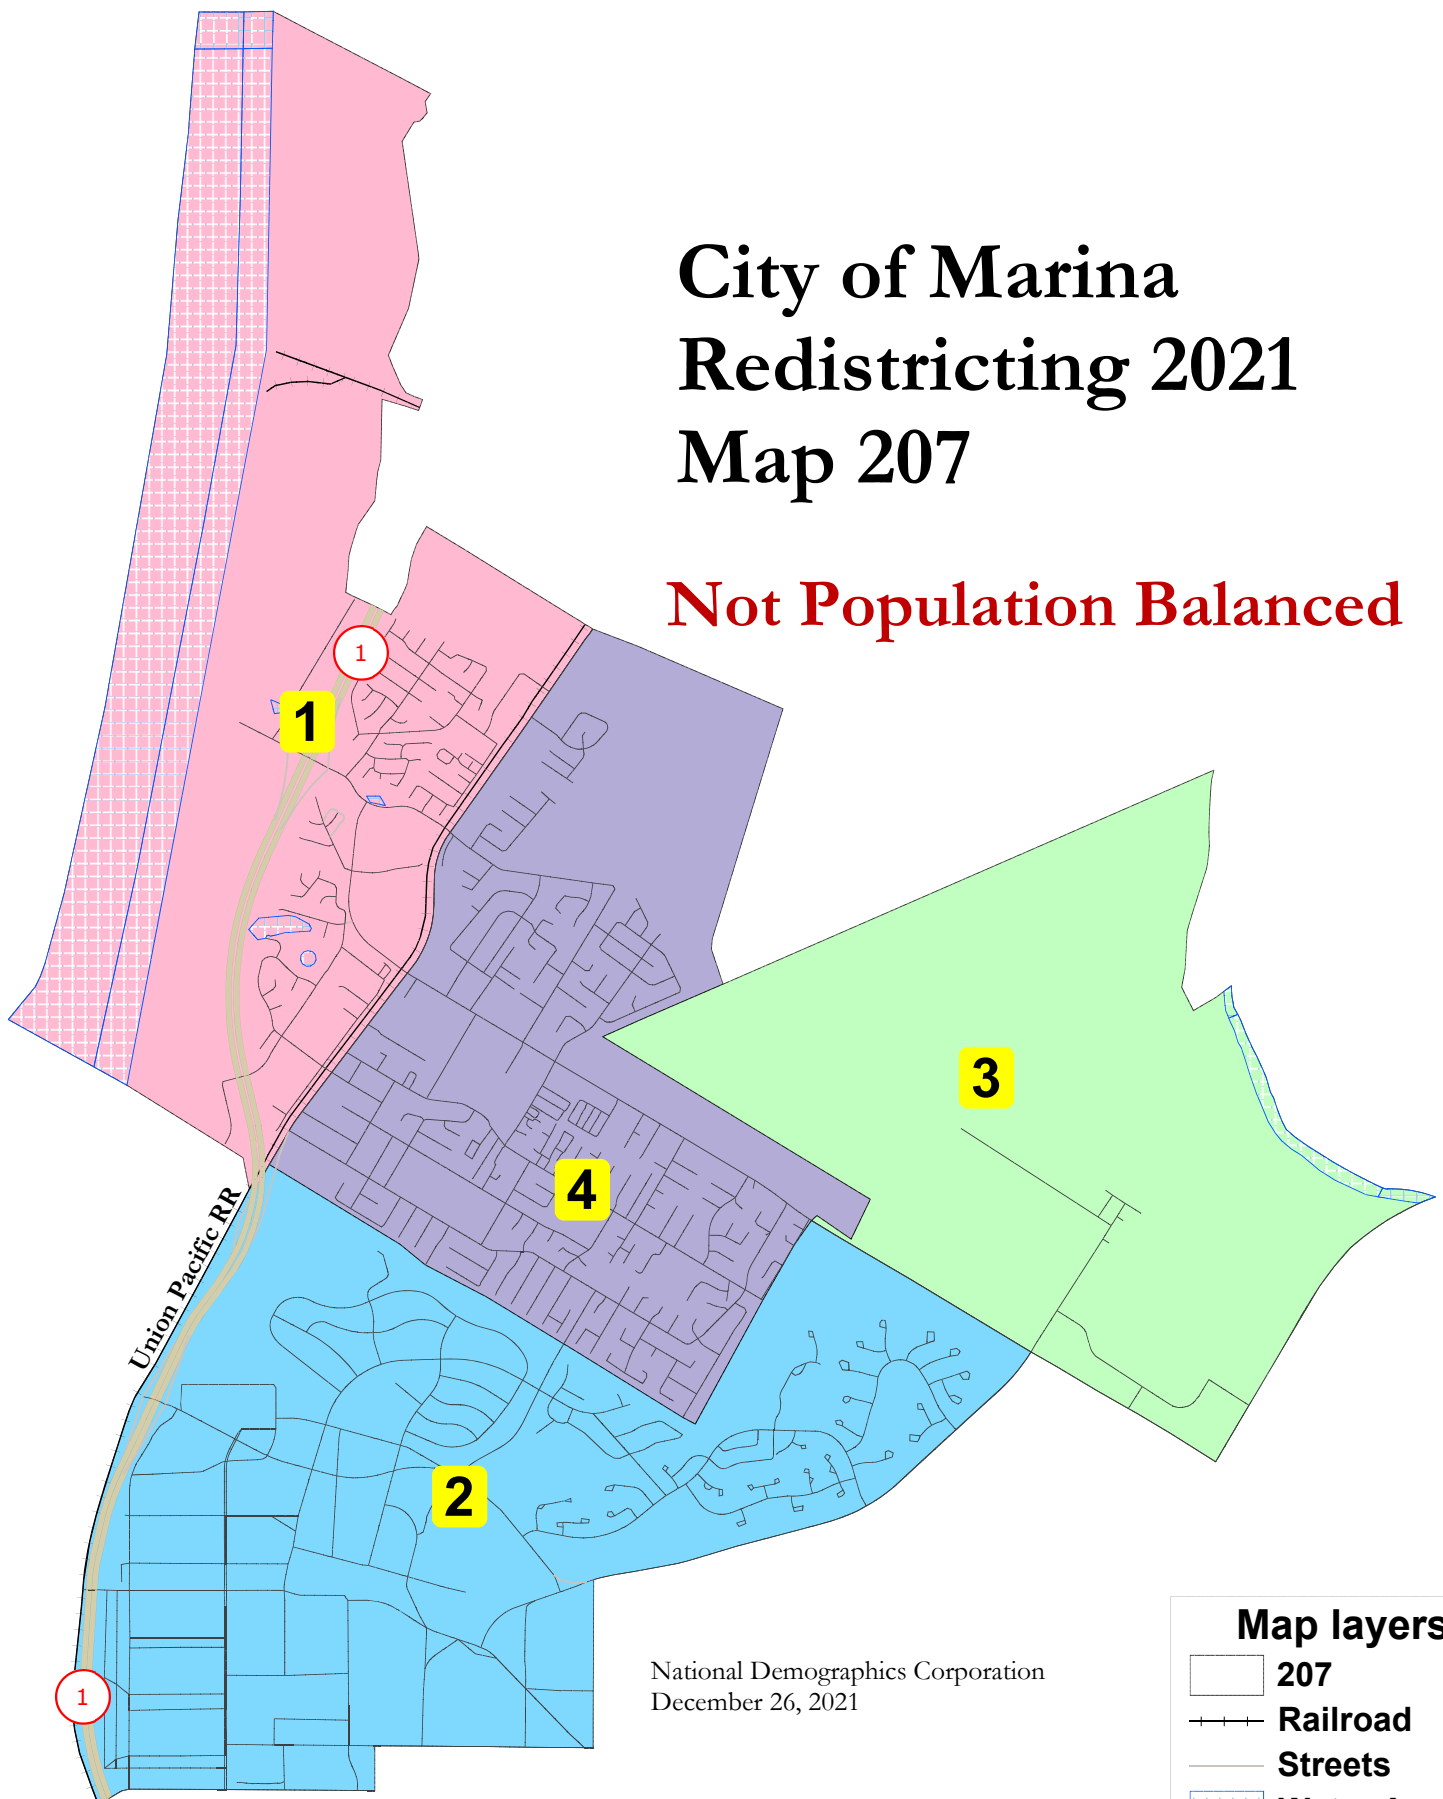 City of Marina
Redistricting 2021
Map 207
Not Population Balanced
1
1
3
4
Union Pacific RR
2
1
National Demographics Corporation
December 26, 2021
Map layers
207
Railroad
Streets